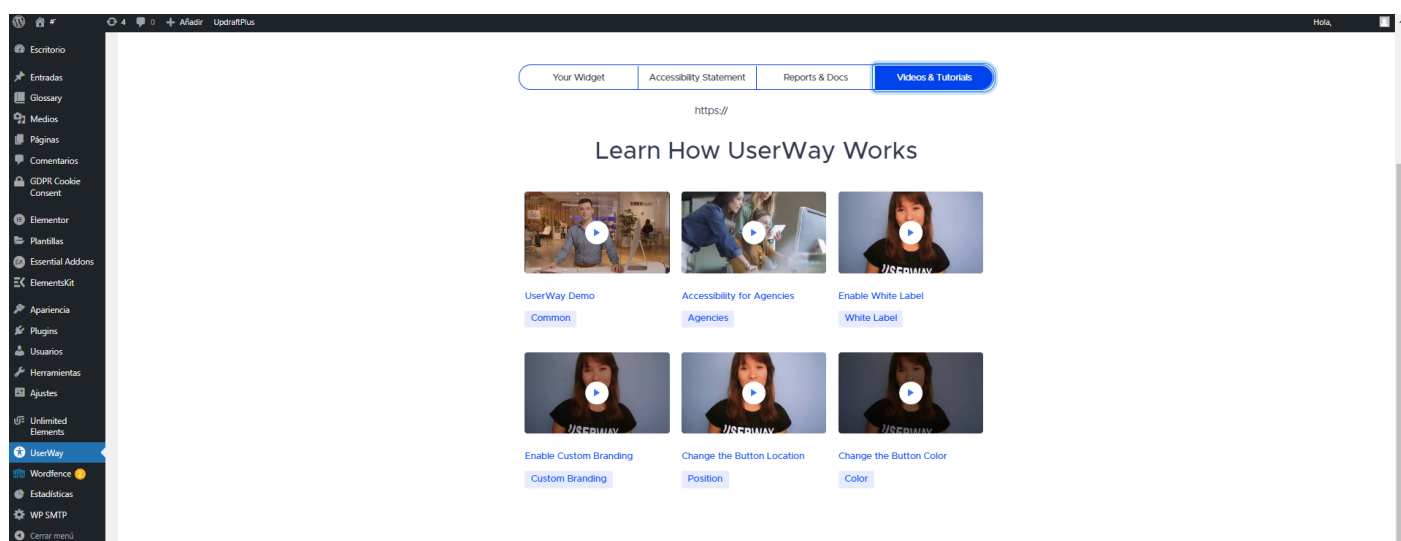 4 0 + Añadir UpdraftPlus Hola,
Escritorio
Entradas
Glossary
Medios
Páginas
Comentarios
GDPR Cookie
Consent
Elementor
Plantillas
Essential Addons
ElementsKit
Apariencia
Plugins
Usuarios
Herramientas
Ajustes
Unlimited
Elements
UserWay
Wordfence 2
Estadísticas
WP SMTP
Cerrar menú
Your Widget Accessibility Statement Reports & Docs Videos & Tutorials
https://
Learn How UserWay Works
UserWay Demo Accessibility for Agencies Enable White Label
Common Agencies White Label
Enable Custom Branding Change the Button Location Change the Button Color
Custom Branding Position Color